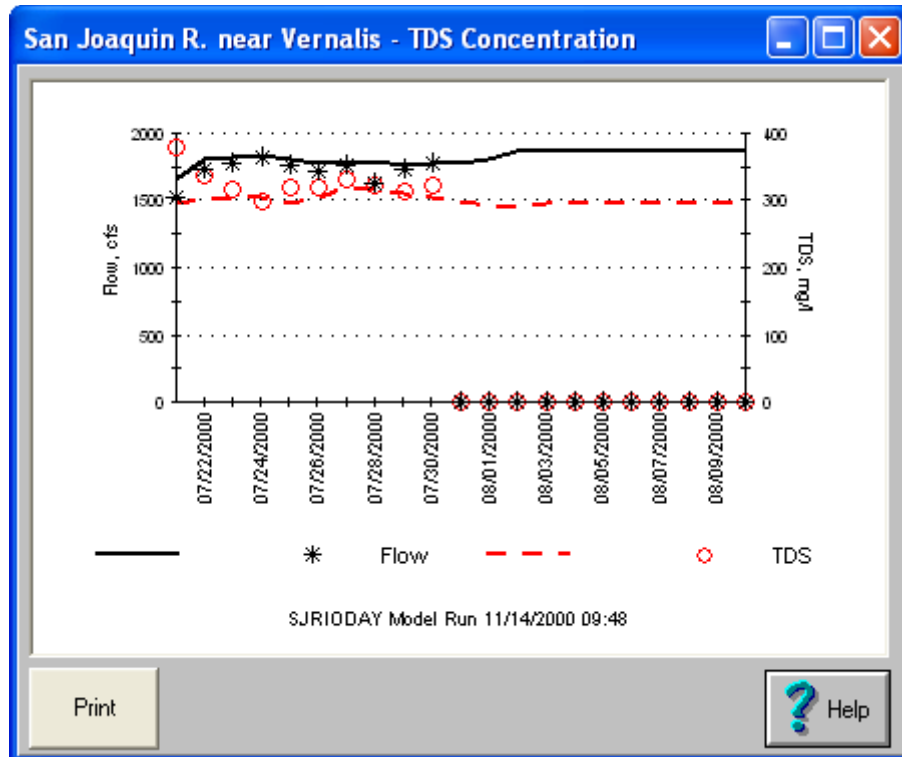 San Joaquin R. near Vernalis - TDS Concentration
2000
1500
1000
500
0
Flow, cfs
400
300
200
100
0
TDS, mg/l
07/22/2000
07/24/2000
07/26/2000
07/28/2000
07/30/2000
08/01/2000
08/03/2000
08/05/2000
08/07/2000
08/09/2000
Flow
TDS
SJRIODAY Model Run 11/14/2000 09:48
Print
? Help